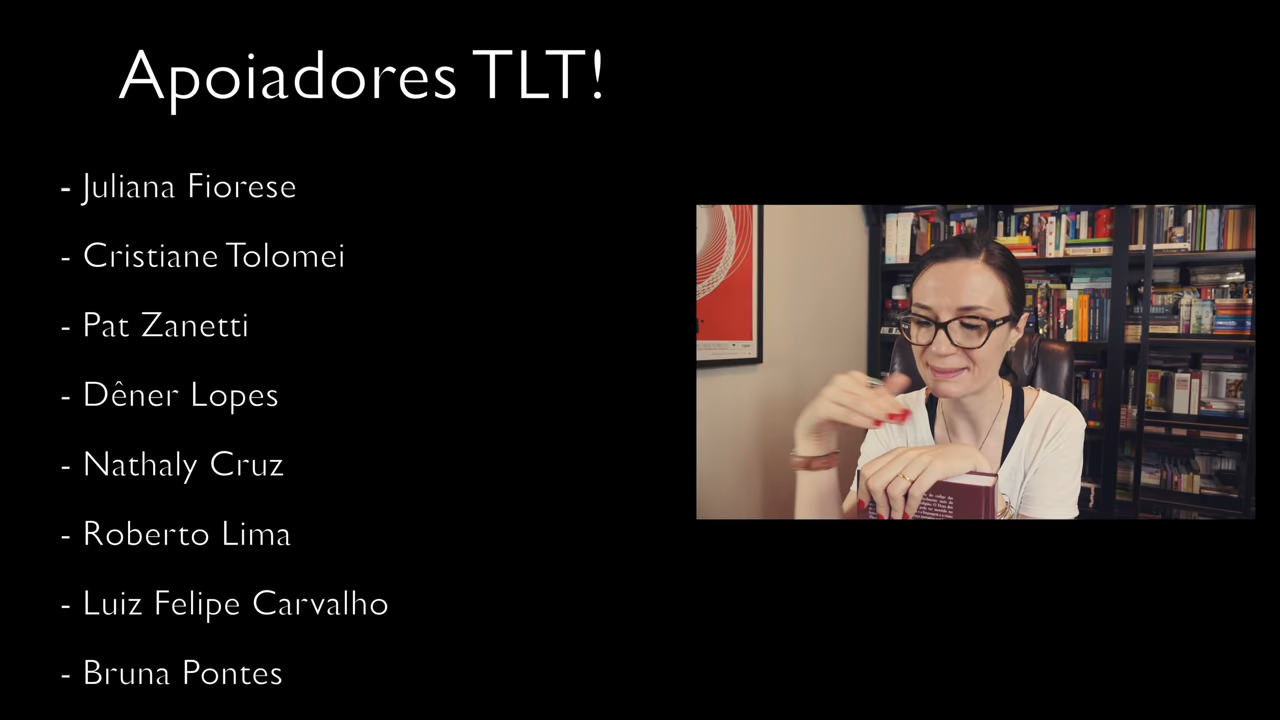 Apoiadores TLT!
- Juliana Fiorese
- Cristiane Tolomei
- Pat Zanetti
- Dêner Lopes
- Nathaly Cruz
- Roberto Lima
- Luiz Felipe Carvalho
- Bruna Pontes